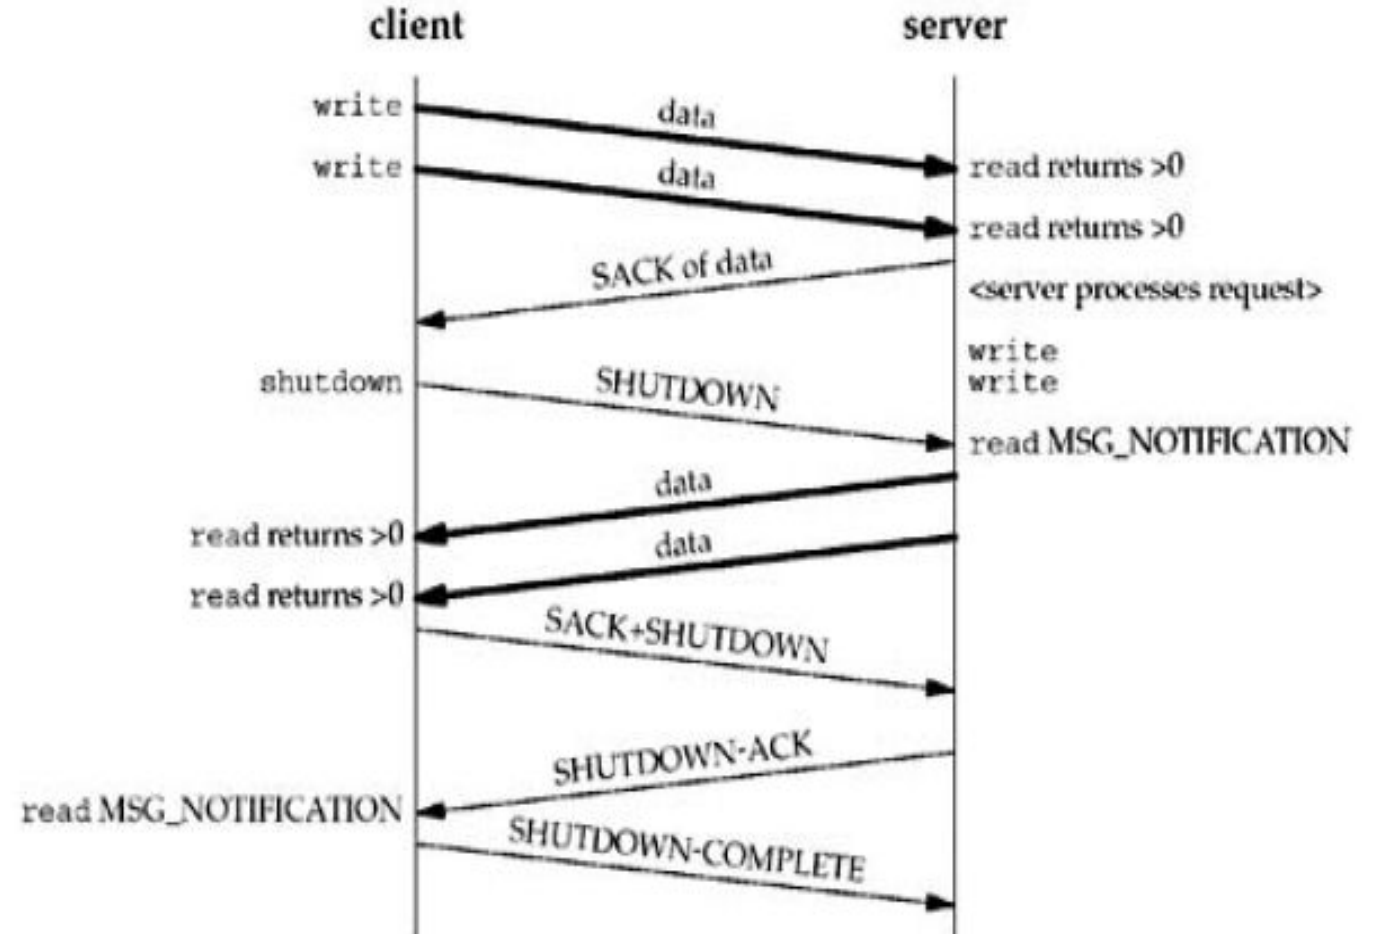 client server
write data
read returns >0
write data
read returns >0
SACK of data
<server processes request>
write
shutdown SHUTDOWN write
read MSG_NOTIFICATION
data
read returns >0
data
read returns >0
SACK+SHUTDOWN
SHUTDOWN-ACK
read MSG_NOTIFICATION
SHUTDOWN-COMPLETE